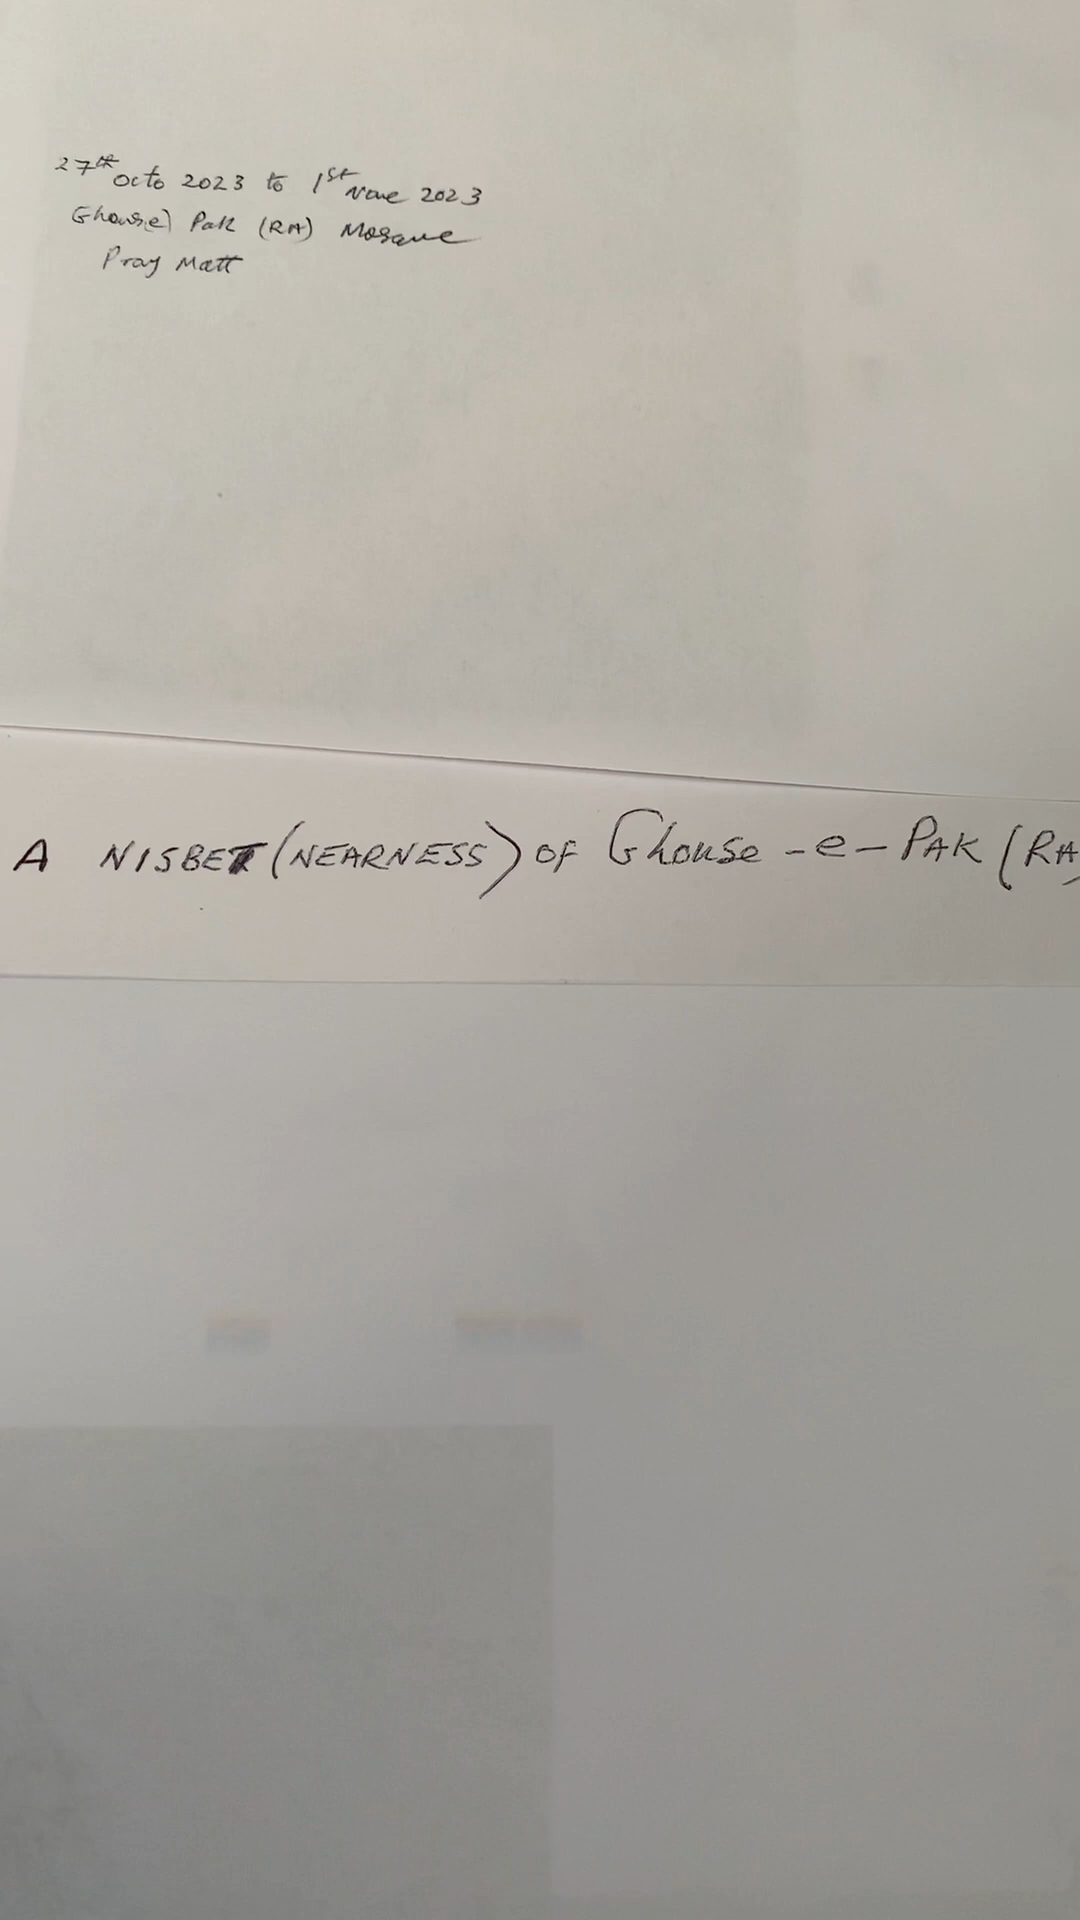 27th Octo 2023 to 1st Nove 2023
Ghouse) Pak (RA) Mosque
Pray Matt
A NISBET (NEARNESS) OF Ghouse -e- PAK (RA)